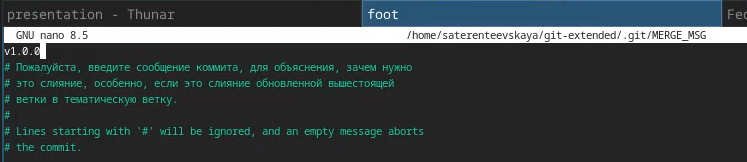 presentation - Thunar foot Fed
GNU nano 8.5 /home/saterenteevskaya/git-extended/.git/MERGE_MSG
v1.0.0
# Пожалуйста, введите сообщение коммита, для объяснения, зачем нужно
# это слияние, особенно, если это слияние обновленной вышестоящей
# ветки в тематическую ветку.
#
# Lines starting with '#' will be ignored, and an empty message aborts
# the commit.